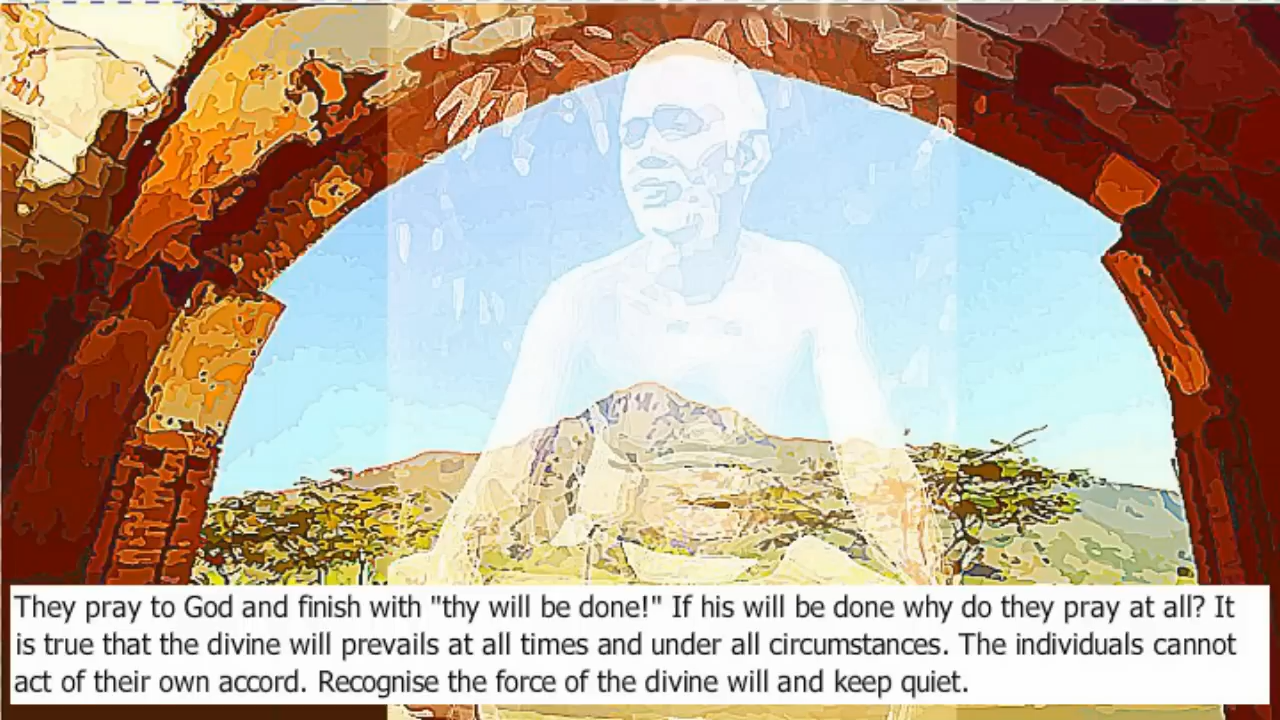 They pray to God and finish with "thy will be done!" If his will be done why do they pray at all? It
is true that the divine will prevails at all times and under all circumstances. The individuals cannot
act of their own accord. Recognise the force of the divine will and keep quiet.